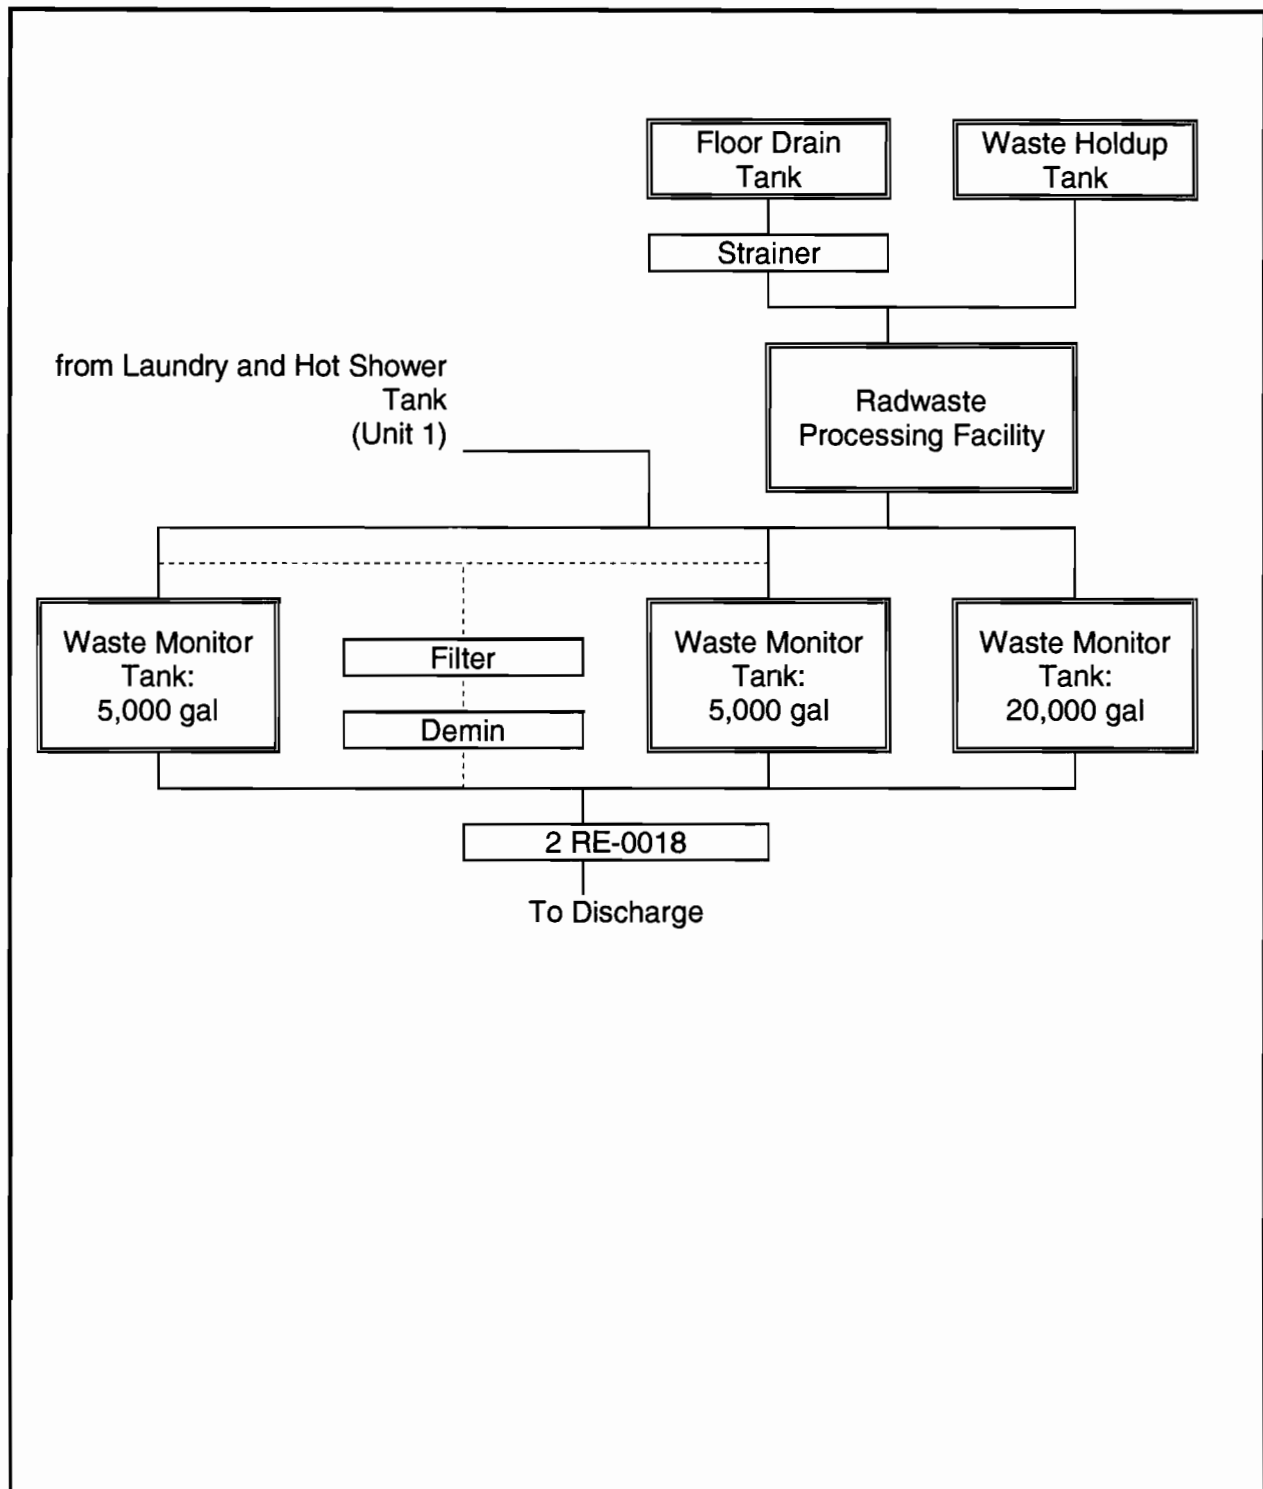 Floor Drain
Tank
Waste Holdup
Tank
Strainer
from Laundry and Hot Shower
Tank
(Unit 1)
Radwaste
Processing Facility
Waste Monitor
Tank:
5,000 gal
Filter
Demin
Waste Monitor
Tank:
5,000 gal
Waste Monitor
Tank:
20,000 gal
2 RE-0018
To Discharge